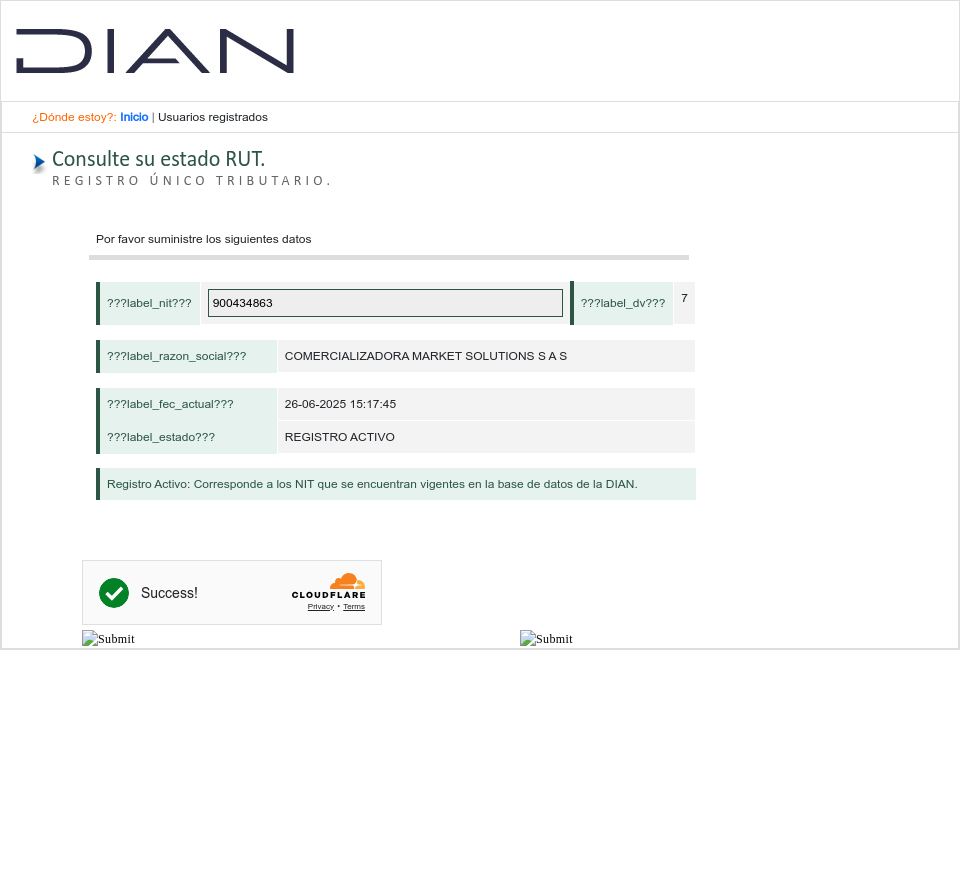 DIAN
¿Dónde estoy?: Inicio | Usuarios registrados
Consulte su estado RUT.
REGISTRO ÚNICO TRIBUTARIO.
Por favor suministre los siguientes datos
???label_nit??? 900434863 ???label_dv??? 7
???label_razon_social??? COMERCIALIZADORA MARKET SOLUTIONS S A S
???label_fec_actual??? 26-06-2025 15:17:45
???label_estado??? REGISTRO ACTIVO
Registro Activo: Corresponde a los NIT que se encuentran vigentes en la base de datos de la DIAN.
Success!
CLOUDFLARE
Privacy • Terms
Submit Submit